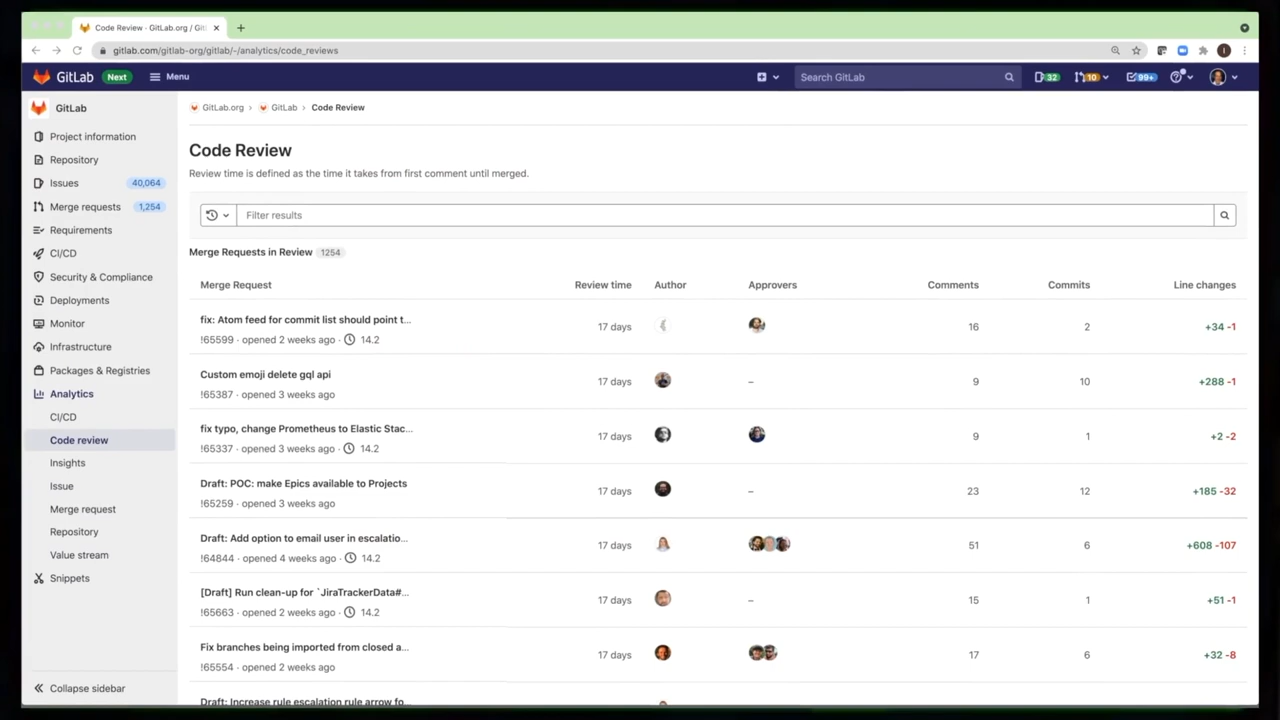 Code Review · GitLab.org / Git
gitlab.com/gitlab-org/gitlab/-/analytics/code_reviews
GitLab Next Menu Search GitLab 32 10 99+
GitLab
Project information
Repository
Issues 40,064
Merge requests 1,254
Requirements
CI/CD
Security & Compliance
Deployments
Monitor
Infrastructure
Packages & Registries
Analytics
CI/CD
Code review
Insights
Issue
Merge request
Repository
Value stream
Snippets
Collapse sidebar
GitLab.org › GitLab › Code Review
Code Review
Review time is defined as the time it takes from first comment until merged.
Filter results
Merge Requests in Review 1254
Merge Request Review time Author Approvers Comments Commits Line changes
fix: Atom feed for commit list should point t...
!65599 · opened 2 weeks ago · 14.2
17 days 16 2 +34 -1
Custom emoji delete gql api
!65387 · opened 3 weeks ago
17 days – 9 10 +288 -1
fix typo, change Prometheus to Elastic Stac...
!65337 · opened 3 weeks ago · 14.2
17 days 9 1 +2 -2
Draft: POC: make Epics available to Projects
!65259 · opened 3 weeks ago
17 days – 23 12 +185 -32
Draft: Add option to email user in escalatio...
!64844 · opened 4 weeks ago · 14.2
17 days 51 6 +608 -107
[Draft] Run clean-up for `JiraTrackerData#...
!65663 · opened 2 weeks ago · 14.2
17 days – 15 1 +51 -1
Fix branches being imported from closed a...
!65554 · opened 2 weeks ago
17 days 17 6 +32 -8
Draft: Increase rule escalation rule arrow fo...